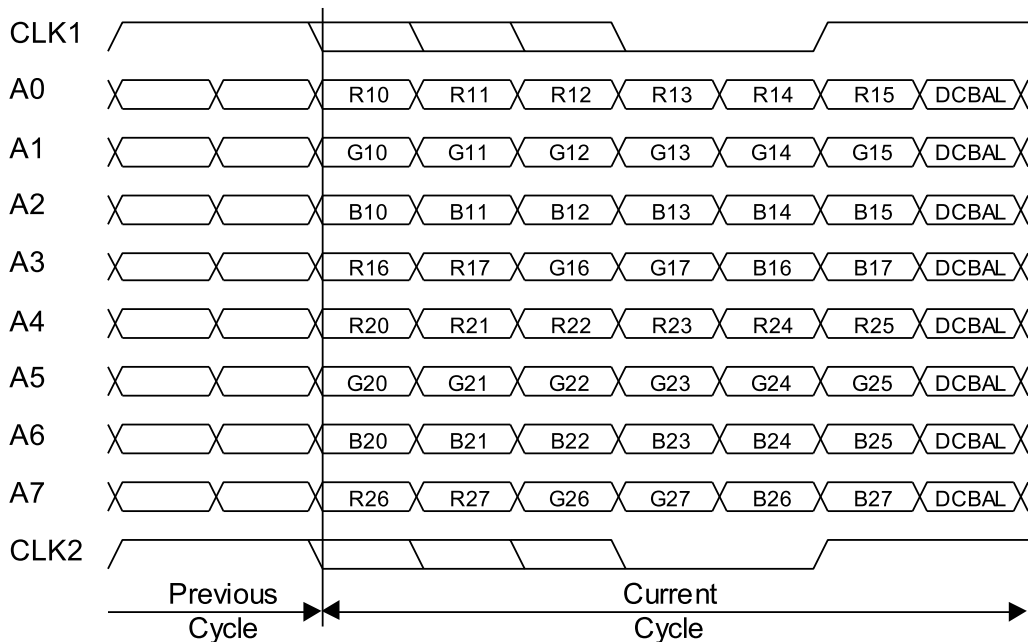 CLK1
A0 R10 R11 R12 R13 R14 R15 DCBAL
A1 G10 G11 G12 G13 G14 G15 DCBAL
A2 B10 B11 B12 B13 B14 B15 DCBAL
A3 R16 R17 G16 G17 B16 B17 DCBAL
A4 R20 R21 R22 R23 R24 R25 DCBAL
A5 G20 G21 G22 G23 G24 G25 DCBAL
A6 B20 B21 B22 B23 B24 B25 DCBAL
A7 R26 R27 G26 G27 B26 B27 DCBAL
CLK2
Previous Current
Cycle Cycle